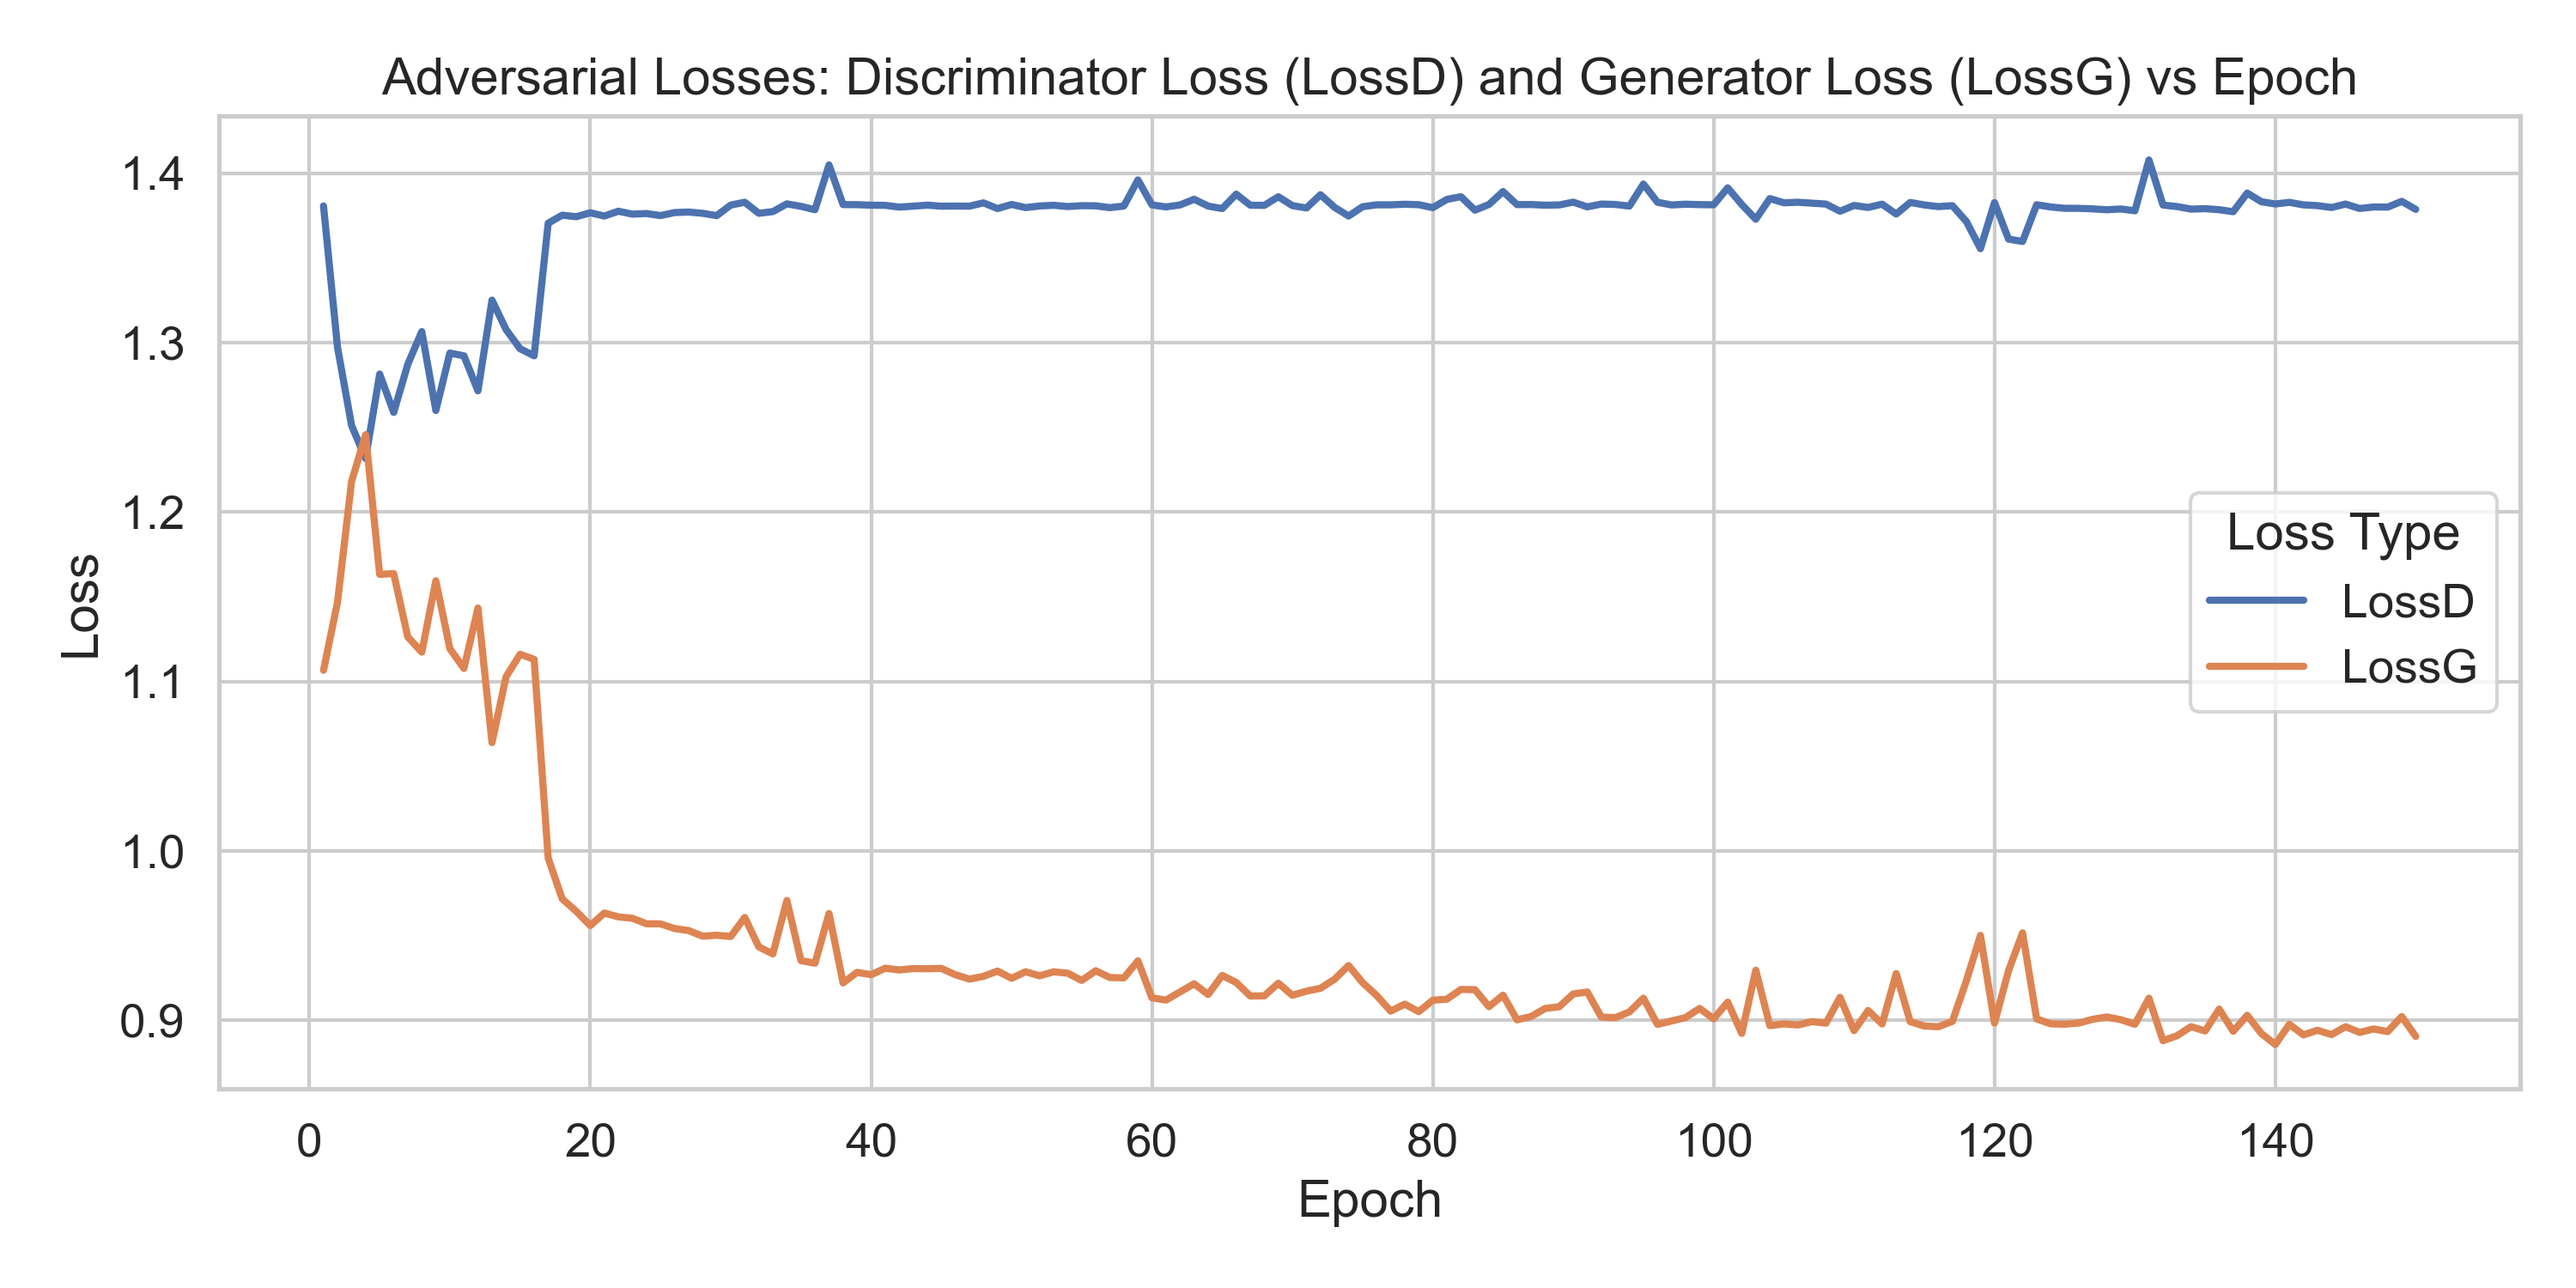 Adversarial Losses: Discriminator Loss (LossD) and Generator Loss (LossG) vs Epoch
1.4
1.3
1.2
1.1
1.0
0.9
Loss
Loss Type
LossD
LossG
0 20 40 60 80 100 120 140
Epoch